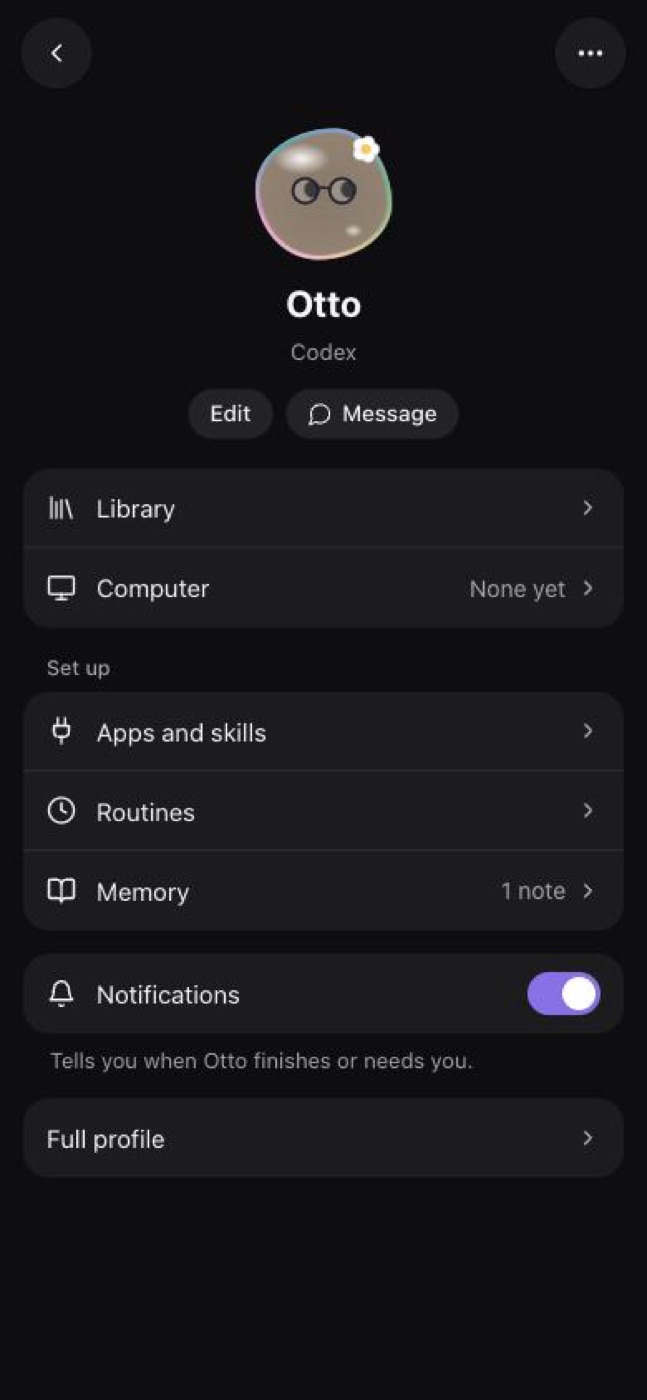 Otto
Codex
Edit
Message
Library
Computer
None yet
Set up
Apps and skills
Routines
Memory
1 note
Notifications
Tells you when Otto finishes or needs you.
Full profile